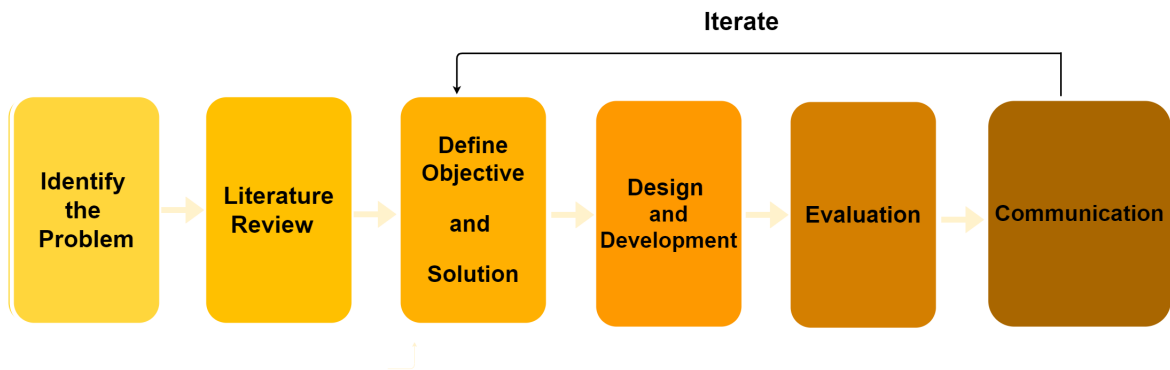 Iterate
Identify
the
Problem
Literature
Review
Define
Objective
and
Solution
Design
and
Development
Evaluation
Communication